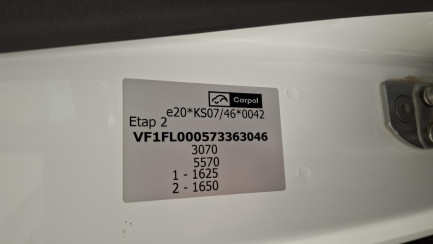 Carpol
e20*KS07/46*0042
Etap 2
VF1FL000573363046
3070
5570
1 - 1625
2 - 1650